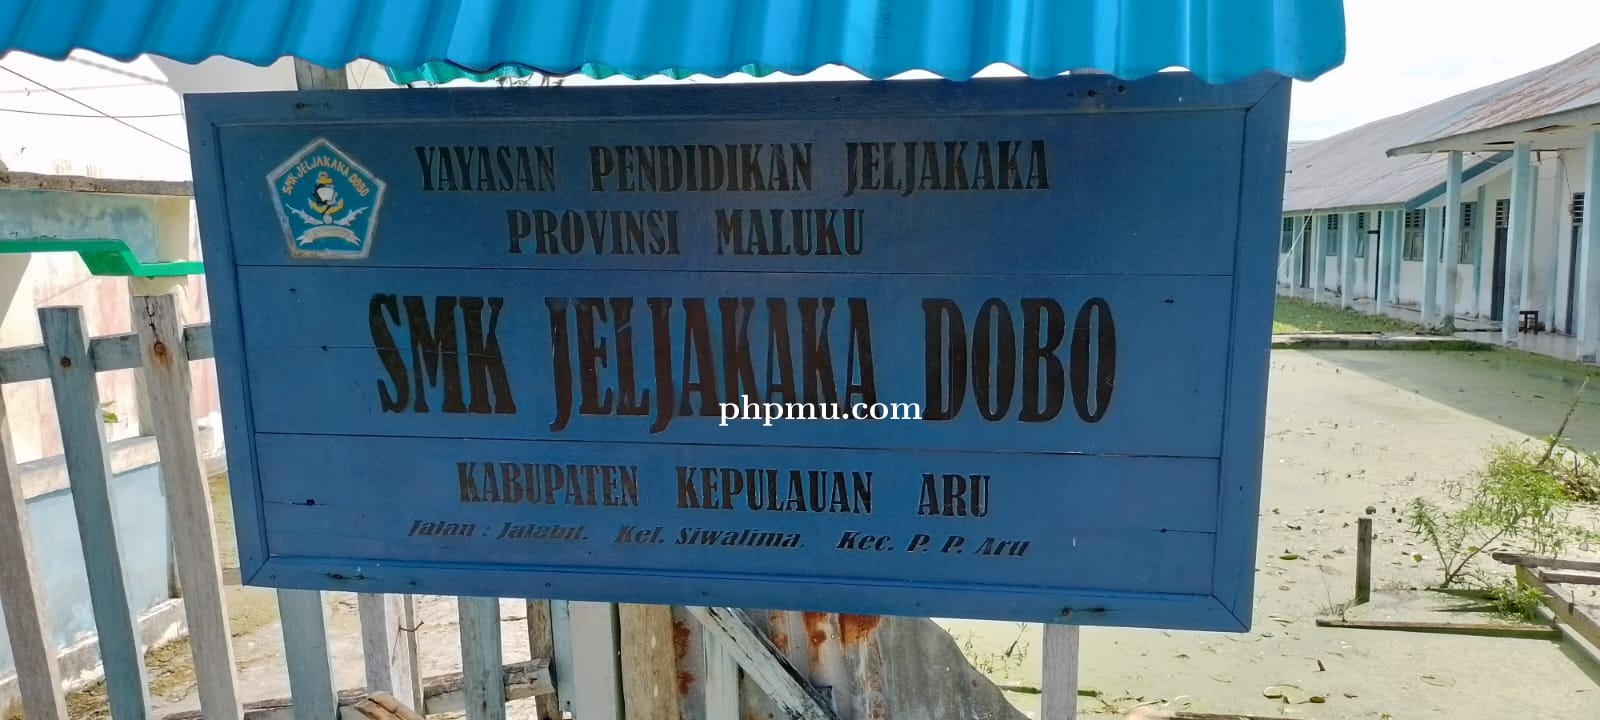 SMK JELJAKAKA DOBO
YAYASAN PENDIDIKAN JELJAKAKA
PROVINSI MALUKU
SMK JELJAKAKA DOBO
phpmu.com
KABUPATEN KEPULAUAN ARU
Jalan : Jalabil. Kel. Siwalima. Kec. P. P. Aru